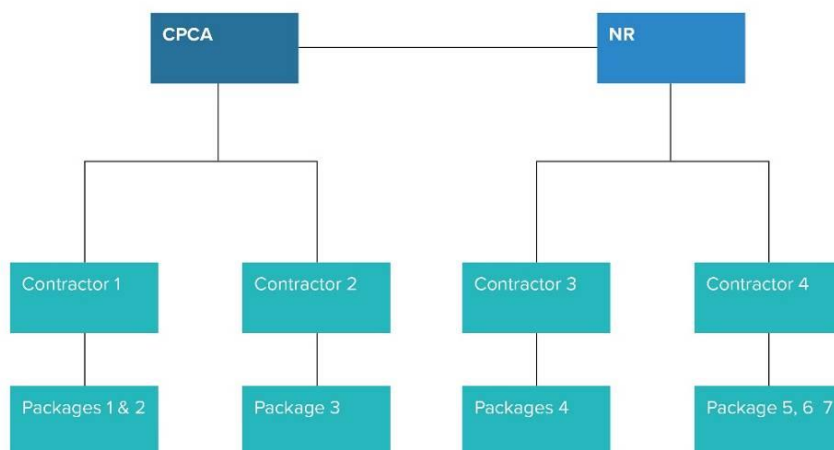 CPCA
NR
Contractor 1
Contractor 2
Contractor 3
Contractor 4
Packages 1 & 2
Package 3
Packages 4
Package 5, 6 7